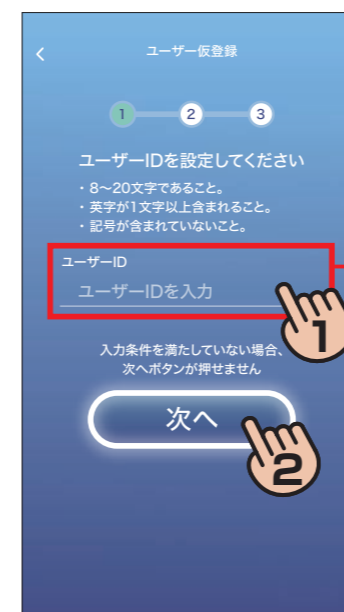 ユーザー仮登録
1 2 3
ユーザーIDを設定してください
・8〜20文字であること。
・英字が1文字以上含まれること。
・記号が含まれていないこと。
ユーザーID
ユーザーIDを入力
1
入力条件を満たしていない場合、
次へボタンが押せません
次へ
2